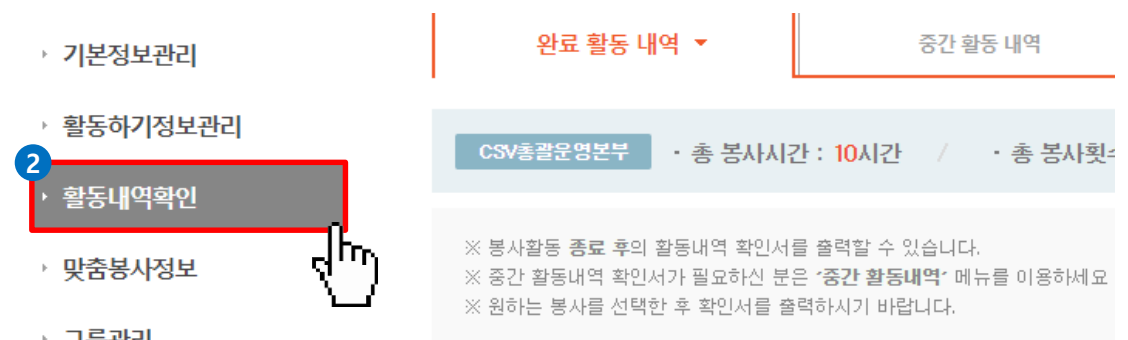 기본정보관리
활동하기정보관리
2
활동내역확인
맞춤봉사정보
그룹관리
완료 활동 내역
중간 활동 내역
CSV총괄운영본부 · 총 봉사시간 : 10시간 / · 총 봉사횟
※ 봉사활동 종료 후의 활동내역 확인서를 출력할 수 있습니다.
※ 중간 활동내역 확인서가 필요하신 분은 '중간 활동내역' 메뉴를 이용하세요
※ 원하는 봉사를 선택한 후 확인서를 출력하시기 바랍니다.